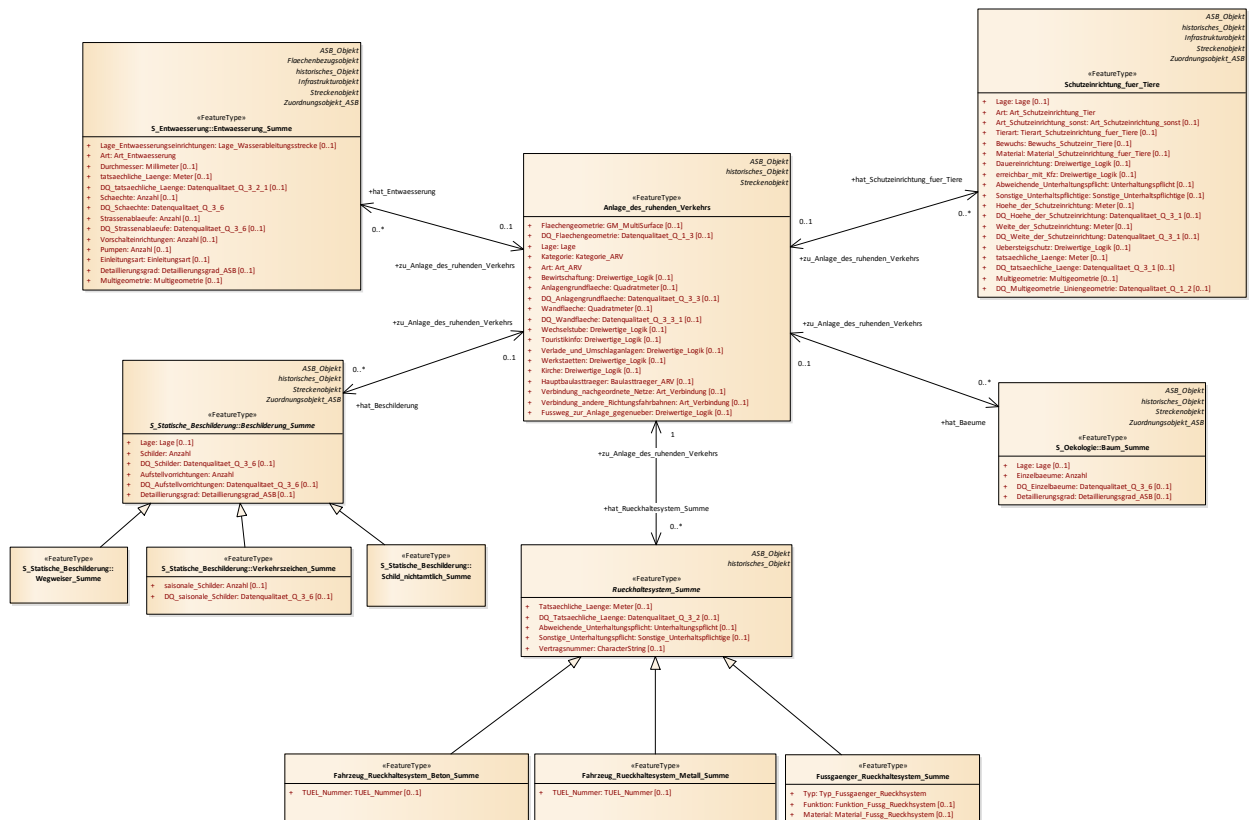 ASB_Objekt
Flaechenbezugsobjekt
historisches_Objekt
Infrastrukturobjekt
Streckenobjekt
Zuordnungsobjekt_ASB
«FeatureType»
S_Entwaesserung::Entwaesserung_Summe
+ Lage_Entwaesserungseinrichtungen: Lage_Wasserableitungsstrecke [0..1]
+ Art: Art_Entwaesserung
+ Durchmesser: Millimeter [0..1]
+ tatsaechliche_Laenge: Meter [0..1]
+ DQ_tatsaechliche_Laenge: Datenqualitaet_Q_3_2_1 [0..1]
+ Schaechte: Anzahl [0..1]
+ DQ_Schaechte: Datenqualitaet_Q_3_6
+ Strassenablaeufe: Anzahl [0..1]
+ DQ_Strassenablaeufe: Datenqualitaet_Q_3_6 [0..1]
+ Vorschalteinrichtungen: Anzahl [0..1]
+ Pumpen: Anzahl [0..1]
+ Einleitungsart: Einleitungsart [0..1]
+ Detaillierungsgrad: Detaillierungsgrad_ASB [0..1]
+ Multigeometrie: Multigeometrie [0..1]
ASB_Objekt
historisches_Objekt
Infrastrukturobjekt
Streckenobjekt
Zuordnungsobjekt_ASB
«FeatureType»
Schutzeinrichtung_fuer_Tiere
+ Lage: Lage [0..1]
+ Art: Art_Schutzeinrichtung_Tier
+ Art_Schutzeinrichtung_sonst: Art_Schutzeinrichtung_sonst [0..1]
+ Tierart: Tierart_Schutzeinrichtung_fuer_Tiere [0..1]
+ Bewuchs: Bewuchs_Schutzeinr_Tiere [0..1]
+ Material: Material_Schutzeinrichtung_fuer_Tiere [0..1]
+ Dauereinrichtung: Dreiwertige_Logik [0..1]
+ erreichbar_mit_Kfz: Dreiwertige_Logik [0..1]
+ Abweichende_Unterhaltungspflicht: Unterhaltungspflicht [0..1]
+ Sonstige_Unterhaltungspflichtige: Sonstige_Unterhaltspflichtige [0..1]
+ Hoehe_der_Schutzeinrichtung: Meter [0..1]
+ DQ_Hoehe_der_Schutzeinrichtung: Datenqualitaet_Q_3_1 [0..1]
+ Weite_der_Schutzeinrichtung: Meter [0..1]
+ DQ_Weite_der_Schutzeinrichtung: Datenqualitaet_Q_3_1 [0..1]
+ Uebersteigschutz: Dreiwertige_Logik [0..1]
+ tatsaechliche_Laenge: Meter [0..1]
+ DQ_tatsaechliche_Laenge: Datenqualitaet_Q_3_1 [0..1]
+ Multigeometrie: Multigeometrie [0..1]
+ DQ_Multigeometrie_Liniengeometrie: Datenqualitaet_Q_1_2 [0..1]
ASB_Objekt
historisches_Objekt
Streckenobjekt
«FeatureType»
Anlage_des_ruhenden_Verkehrs
+ Flaechengeometrie: GM_MultiSurface [0..1]
+ DQ_Flaechengeometrie: Datenqualitaet_Q_1_3 [0..1]
+ Lage: Lage
+ Kategorie: Kategorie_ARV
+ Art: Art_ARV
+ Bewirtschaftung: Dreiwertige_Logik [0..1]
+ Anlagengrundflaeche: Quadratmeter [0..1]
+ DQ_Anlagengrundflaeche: Datenqualitaet_Q_3_3 [0..1]
+ Wandflaeche: Quadratmeter [0..1]
+ DQ_Wandflaeche: Datenqualitaet_Q_3_3_1 [0..1]
+ Wechselstube: Dreiwertige_Logik [0..1]
+ Touristikinfo: Dreiwertige_Logik [0..1]
+ Verlade_und_Umschlaganlagen: Dreiwertige_Logik [0..1]
+ Werkstaetten: Dreiwertige_Logik [0..1]
+ Kirche: Dreiwertige_Logik [0..1]
+ Hauptbaulasttraeger: Baulasttraeger_ARV [0..1]
+ Verbindung_nachgeordnete_Netze: Art_Verbindung [0..1]
+ Verbindung_andere_Richtungsfahrbahnen: Art_Verbindung [0..1]
+ Fussweg_zur_Anlage_gegenueber: Dreiwertige_Logik [0..1]
+hat_Entwaesserung
0..*
0..1
+zu_Anlage_des_ruhenden_Verkehrs
+hat_Schutzeinrichtung_fuer_Tiere
0..1
0..*
+zu_Anlage_des_ruhenden_Verkehrs
+zu_Anlage_des_ruhenden_Verkehrs
0..1
0..*
+hat_Beschilderung
+zu_Anlage_des_ruhenden_Verkehrs
0..1
0..*
+hat_Baeume
ASB_Objekt
historisches_Objekt
Streckenobjekt
Zuordnungsobjekt_ASB
«FeatureType»
S_Statische_Beschilderung::Beschilderung_Summe
+ Lage: Lage [0..1]
+ Schilder: Anzahl
+ DQ_Schilder: Datenqualitaet_Q_3_6 [0..1]
+ Aufstellvorrichtungen: Anzahl
+ DQ_Aufstellvorrichtungen: Datenqualitaet_Q_3_6 [0..1]
+ Detaillierungsgrad: Detaillierungsgrad_ASB [0..1]
ASB_Objekt
historisches_Objekt
Streckenobjekt
Zuordnungsobjekt_ASB
«FeatureType»
S_Oekologie::Baum_Summe
+ Lage: Lage [0..1]
+ Einzelbaeume: Anzahl
+ DQ_Einzelbaeume: Datenqualitaet_Q_3_6 [0..1]
+ Detaillierungsgrad: Detaillierungsgrad_ASB [0..1]
1
+zu_Anlage_des_ruhenden_Verkehrs
+hat_Rueckhaltesystem_Summe
0..*
«FeatureType»
S_Statische_Beschilderung::
Wegweiser_Summe
«FeatureType»
S_Statische_Beschilderung::Verkehrszeichen_Summe
+ saisonale_Schilder: Anzahl [0..1]
+ DQ_saisonale_Schilder: Datenqualitaet_Q_3_6 [0..1]
«FeatureType»
S_Statische_Beschilderung::
Schild_nichtamtlich_Summe
ASB_Objekt
historisches_Objekt
«FeatureType»
Rueckhaltesystem_Summe
+ Tatsaechliche_Laenge: Meter [0..1]
+ DQ_Tatsaechliche_Laenge: Datenqualitaet_Q_3_2 [0..1]
+ Abweichende_Unterhaltungspflicht: Unterhaltungspflicht [0..1]
+ Sonstige_Unterhaltungspflicht: Sonstige_Unterhaltspflichtige [0..1]
+ Vertragsnummer: CharacterString [0..1]
«FeatureType»
Fahrzeug_Rueckhaltesystem_Beton_Summe
+ TUEL_Nummer: TUEL_Nummer [0..1]
«FeatureType»
Fahrzeug_Rueckhaltesystem_Metall_Summe
+ TUEL_Nummer: TUEL_Nummer [0..1]
«FeatureType»
Fussgaenger_Rueckhaltesystem_Summe
+ Typ: Typ_Fussgaenger_Rueckhsystem
+ Funktion: Funktion_Fussg_Rueckhsystem [0..1]
+ Material: Material_Fussg_Rueckhsystem [0..1]